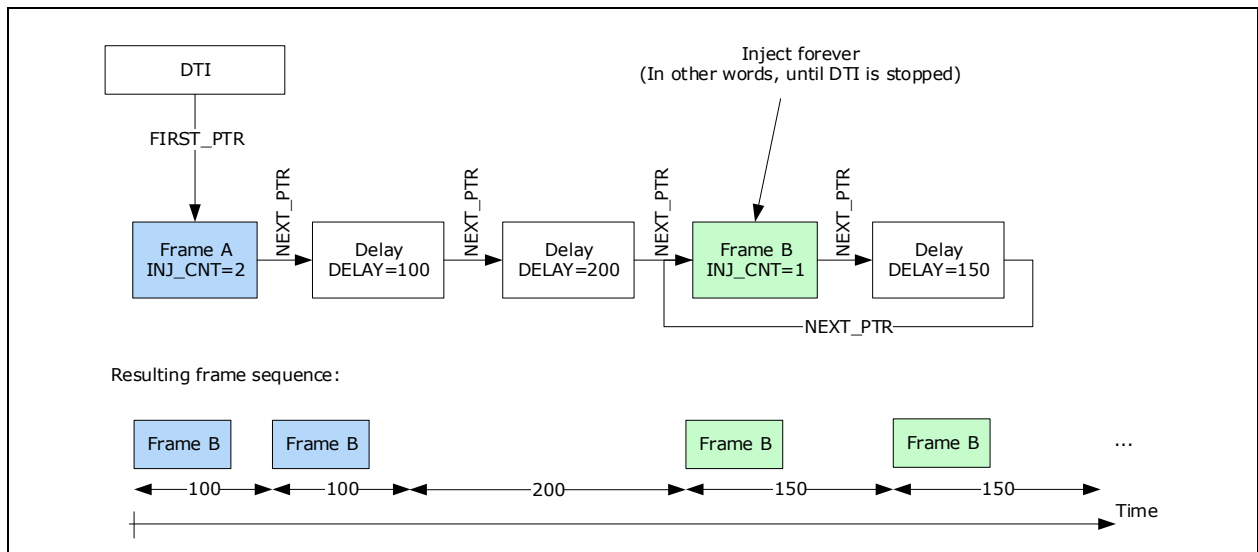 DTI
Inject forever
(In other words, until DTI is stopped)
FIRST_PTR
NEXT_PTR
NEXT_PTR
NEXT_PTR
NEXT_PTR
Frame A
INJ_CNT=2
Delay
DELAY=100
Delay
DELAY=200
Frame B
INJ_CNT=1
Delay
DELAY=150
NEXT_PTR
Resulting frame sequence:
Frame B
Frame B
Frame B
Frame B
...
100
100
200
150
150
Time